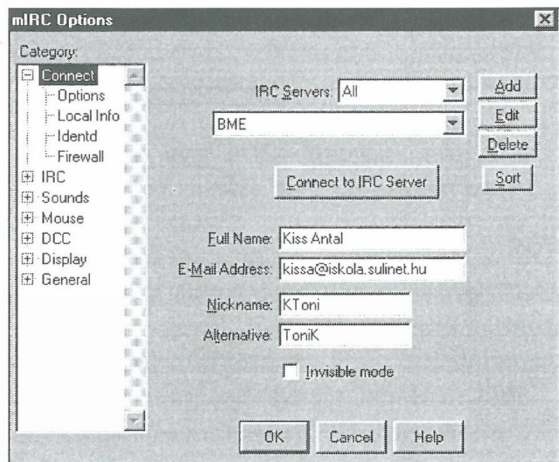 mIRC Options
Category:
Connect
Options
Local Info
Identd
Firewall
IRC
Sounds
Mouse
DCC
Display
General
IRC Servers: All
BME
Add
Edit
Delete
Sort
Connect to IRC Server
Full Name: Kiss Antal
E-Mail Address: kissa@iskola.sulinet.hu
Nickname: KToni
Alternative: ToniK
Invisible mode
OK Cancel Help